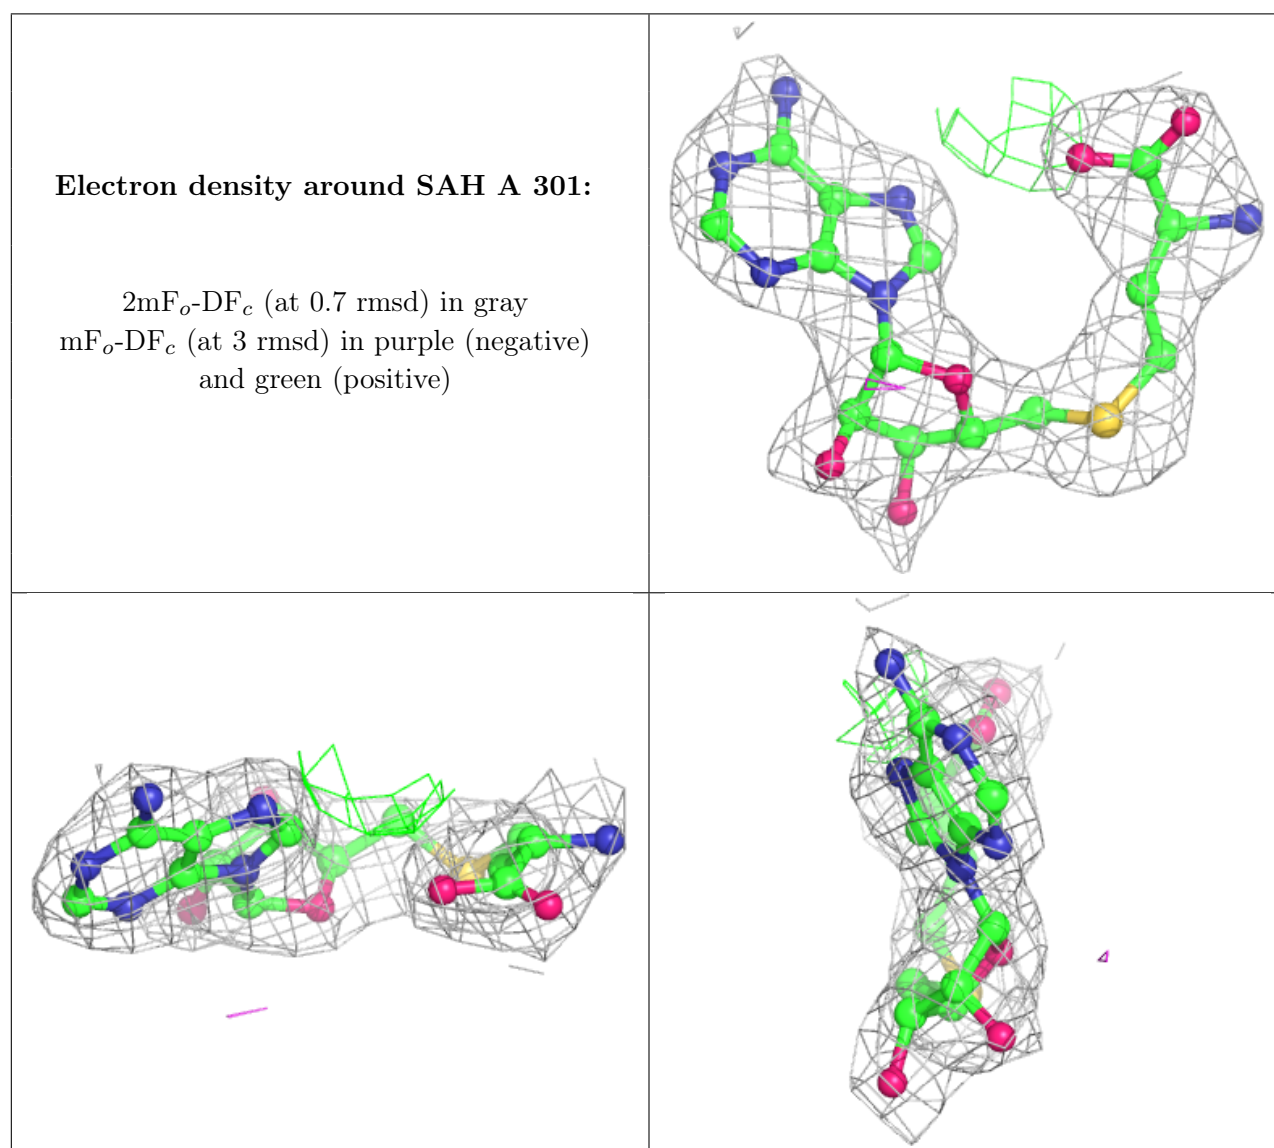 Electron density around SAH A 301:
2mFo-DFc (at 0.7 rmsd) in gray
mFo-DFc (at 3 rmsd) in purple (negative)
and green (positive)